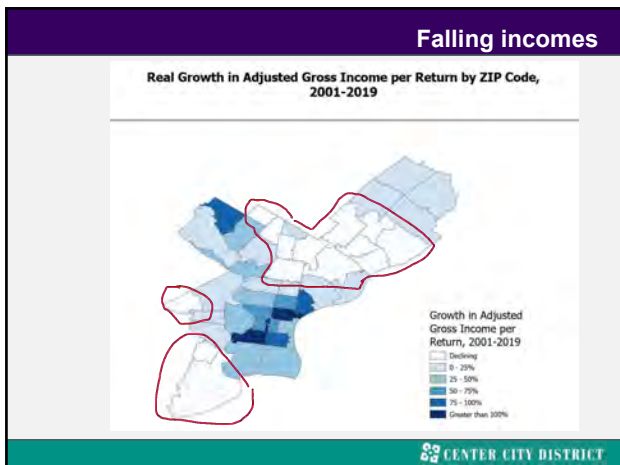 Falling incomes
Real Growth in Adjusted Gross Income per Return by ZIP Code,
2001-2019
Growth in Adjusted
Gross Income per
Return, 2001-2019
Declining
0 - 25%
25 - 50%
50 - 75%
75 - 100%
Greater than 100%
CENTER CITY DISTRICT